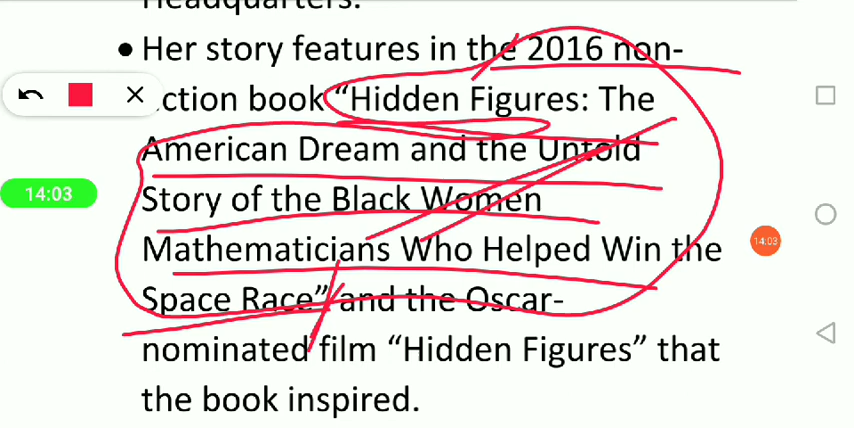 Headquarters.
• Her story features in the 2016 non-
ction book “Hidden Figures: The
American Dream and the Untold
14:03
Story of the Black Women
Mathematicians Who Helped Win the
14:03
Space Race” and the Oscar-
nominated film “Hidden Figures” that
the book inspired.